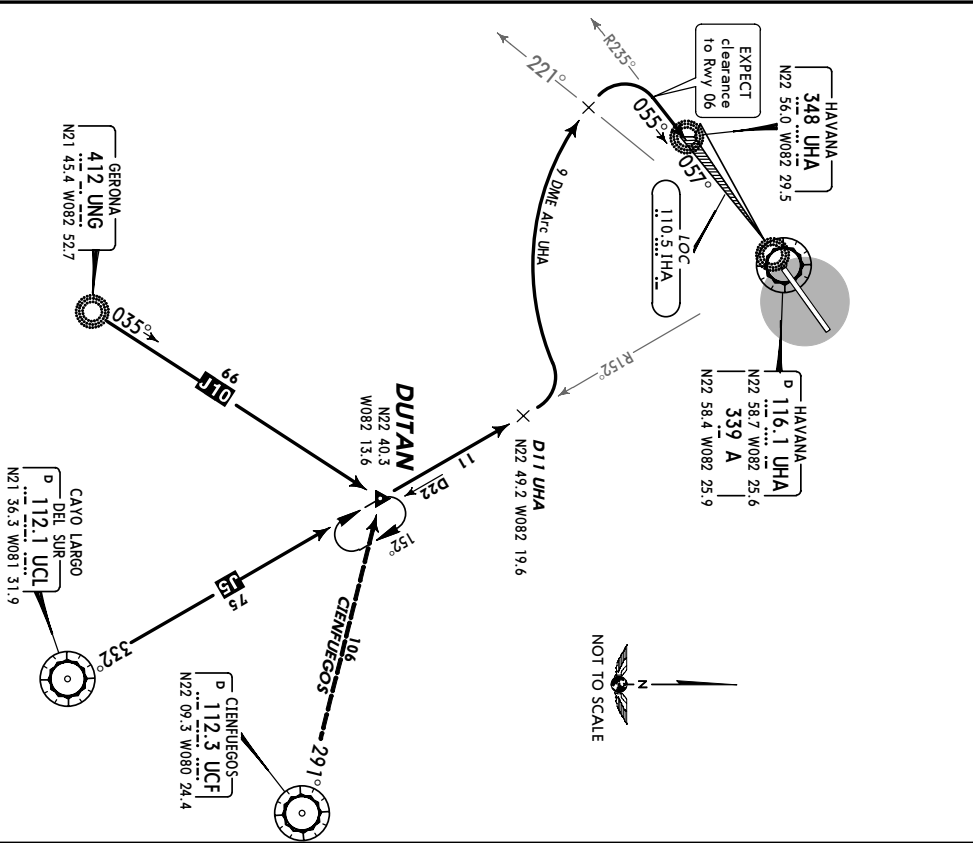 EXPECT
clearance
to Rwy 06
HAVANA
348 UHA
N22 56.0 W082 29.5
R235°
221°
055°
057°
LOC
110.5 IHA
9 DME Arc UHA
R152°
HAVANA
D 116.1 UHA
N22 58.7 W082 25.6
339 A
N22 58.4 W082 25.9
GERONA
412 UNG
N21 45.4 W082 52.7
035°
J10
66
DUTAN
N22 40.3
W082 13.6
D11 UHA
N22 49.2 W082 19.6
11
D22
152°
J5
75
332°
CAYO LARGO
DEL SUR
D 112.1 UCL
N21 36.3 W081 31.9
106
CIENFUEGOS
291°
CIENFUEGOS
D 112.3 UCF
N22 09.3 W080 24.4
N
NOT TO SCALE